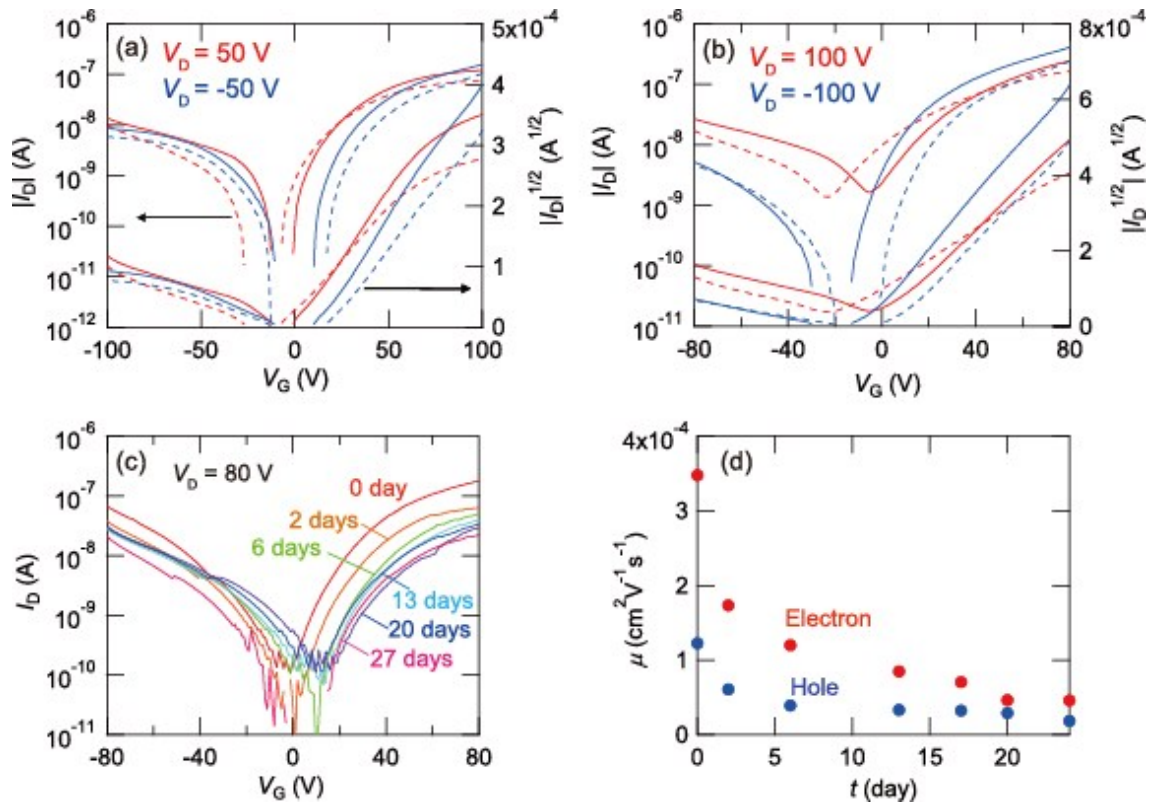 (a)
V_D = 50 V
V_D = -50 V
10^-6
10^-7
10^-8
10^-9
10^-10
10^-11
10^-12
|I_D| (A)
5x10^-4
4
3
2
1
0
|I_D|^1/2 (A^1/2)
-100
-50
0
50
100
V_G (V)
(b)
V_D = 100 V
V_D = -100 V
10^-6
10^-7
10^-8
10^-9
10^-10
10^-11
|I_D| (A)
8x10^-4
6
4
2
0
|I_D^1/2| (A^1/2)
-80
-40
0
40
80
V_G (V)
(c)
V_D = 80 V
0 day
2 days
6 days
13 days
20 days
27 days
10^-6
10^-7
10^-8
10^-9
10^-10
10^-11
I_D (A)
-80
-40
0
40
80
V_G (V)
(d)
4x10^-4
3
2
1
0
μ (cm^2V^-1 s^-1)
Electron
Hole
0
5
10
15
20
t (day)